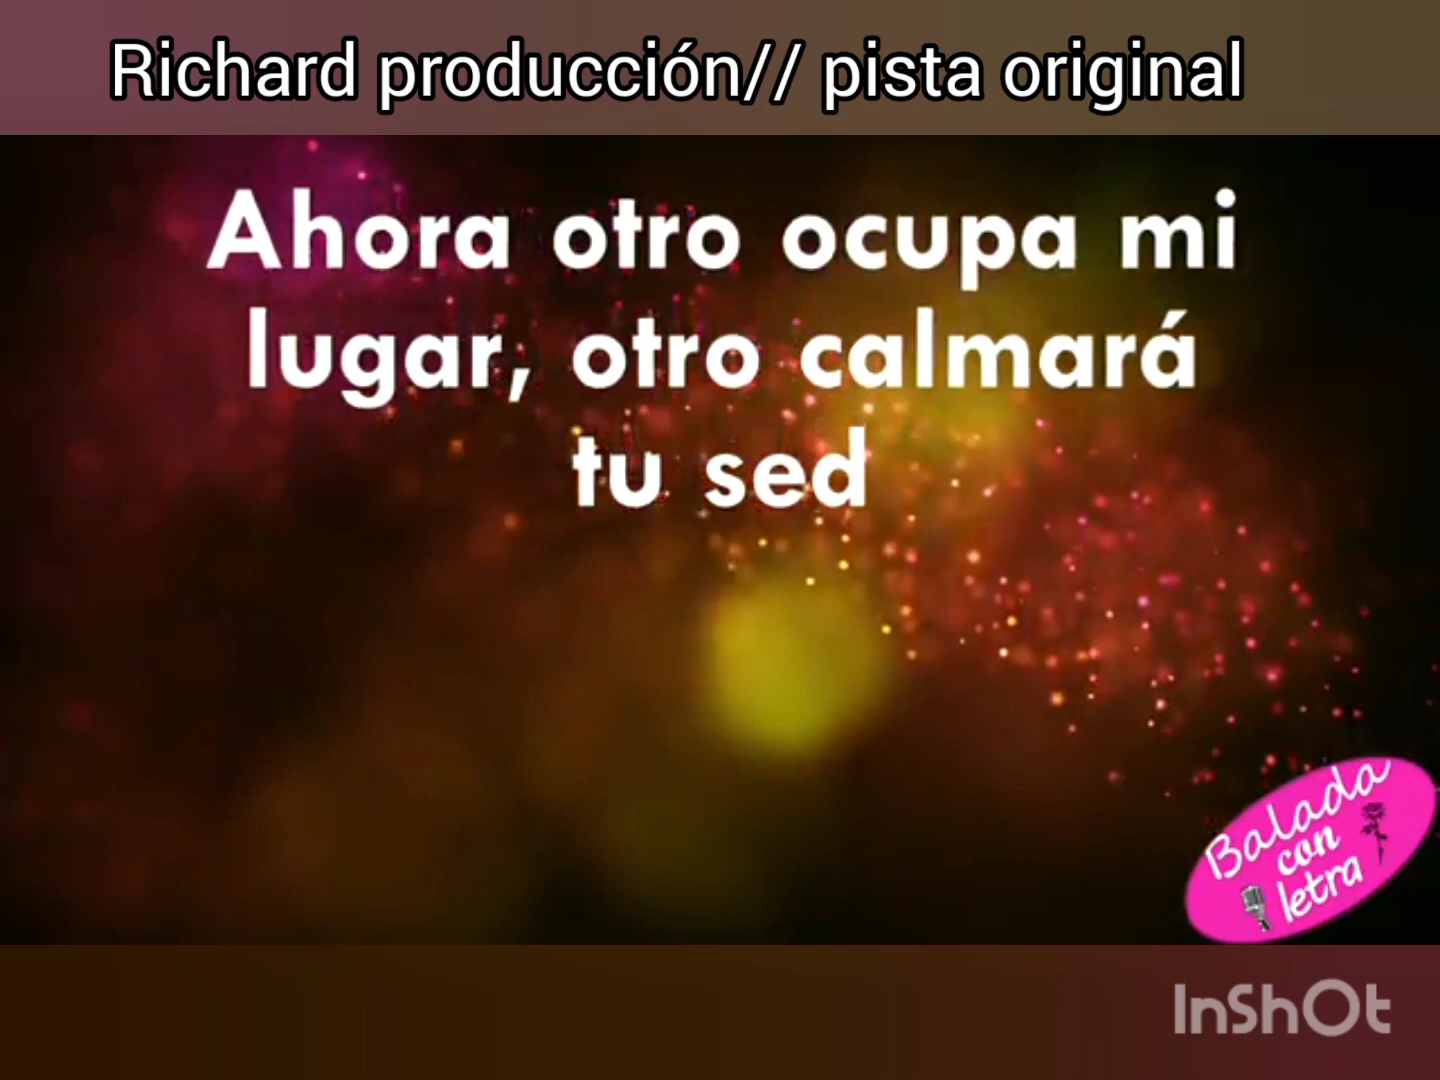 Richard producción// pista original
Ahora otro ocupa mi
lugar, otro calmará
tu sed
Balada
con
letra
InShOt